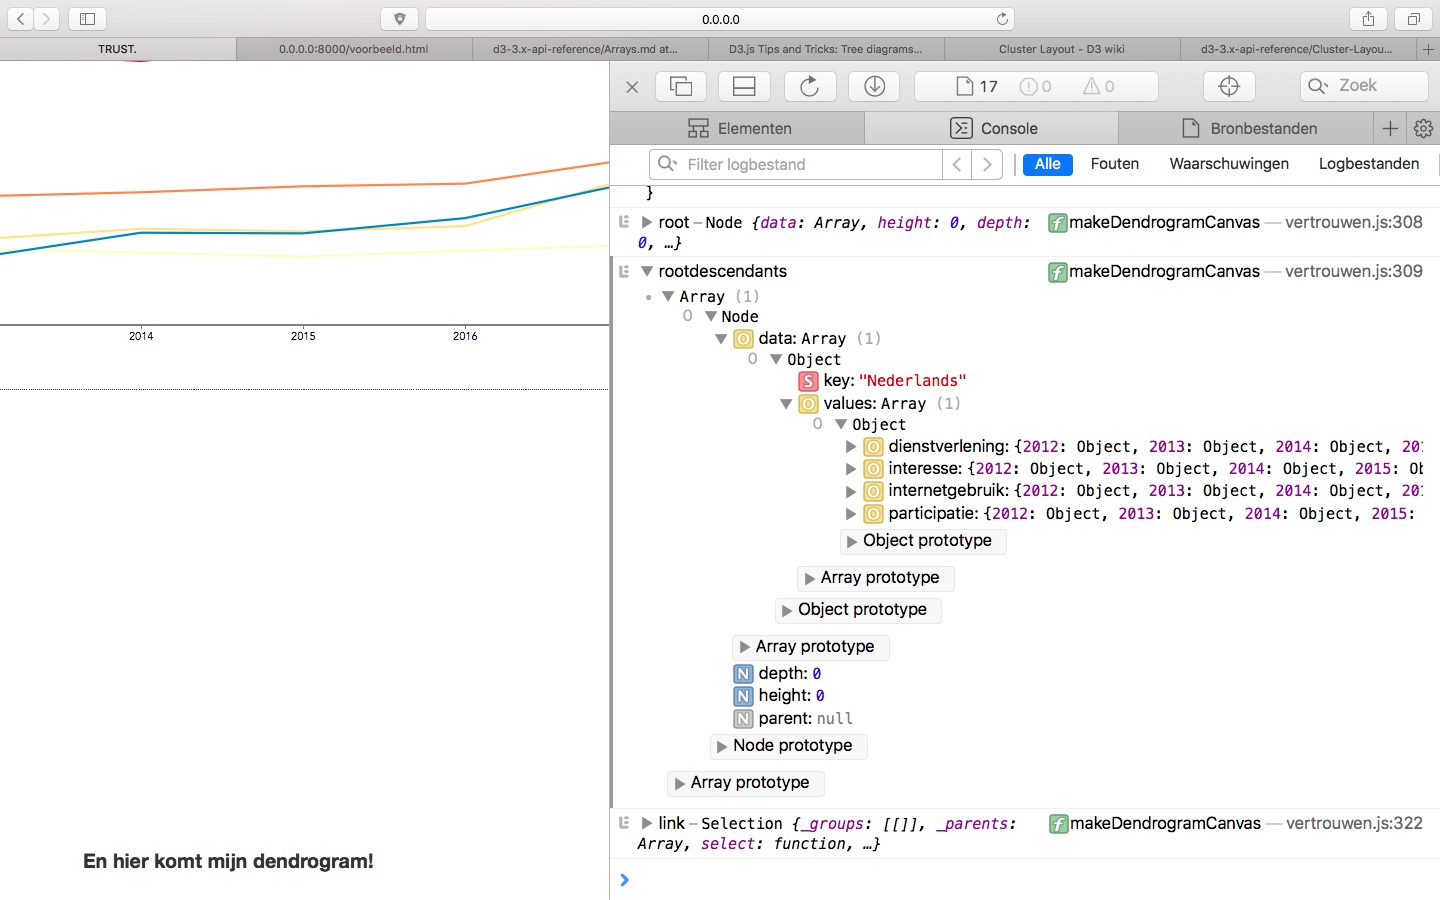 0.0.0.0
TRUST.
0.0.0.0:8000/voorbeeld.html
d3-3.x-api-reference/Arrays.md at...
D3.js Tips and Tricks: Tree diagrams...
Cluster Layout - D3 wiki
d3-3.x-api-reference/Cluster-Layou...
17 0 0
Zoek
Elementen
Console
Bronbestanden
Filter logbestand
Alle
Fouten
Waarschuwingen
Logbestanden
}
root – Node {data: Array, height: 0, depth: makeDendrogramCanvas — vertrouwen.js:308
0, …}
rootdescendants makeDendrogramCanvas — vertrouwen.js:309
Array (1)
0 Node
O data: Array (1)
0 Object
S key: "Nederlands"
O values: Array (1)
0 Object
O dienstverlening: {2012: Object, 2013: Object, 2014: Object, 201
O interesse: {2012: Object, 2013: Object, 2014: Object, 2015: Ob
O internetgebruik: {2012: Object, 2013: Object, 2014: Object, 201
O participatie: {2012: Object, 2013: Object, 2014: Object, 2015:
Object prototype
Array prototype
Object prototype
Array prototype
N depth: 0
N height: 0
N parent: null
Node prototype
Array prototype
link – Selection {_groups: [[]], _parents: makeDendrogramCanvas — vertrouwen.js:322
Array, select: function, …}
2014
2015
2016
En hier komt mijn dendrogram!